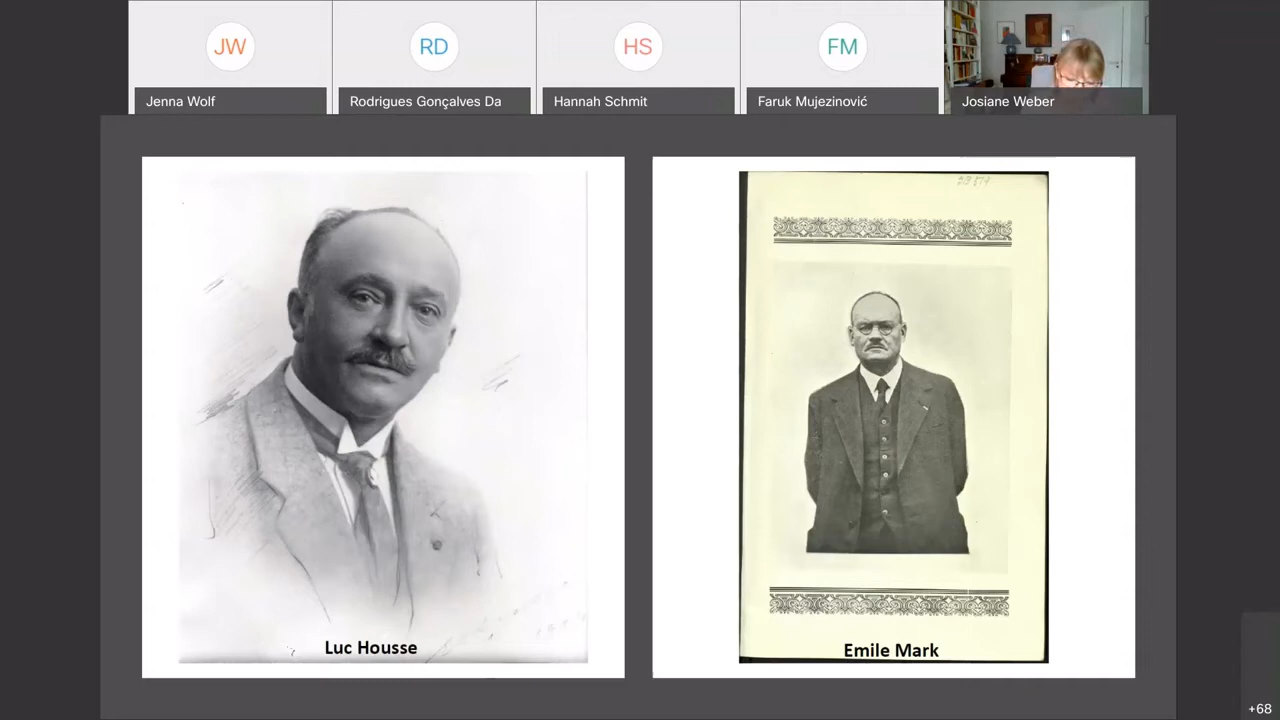 JW
RD
HS
FM
Jenna Wolf
Rodrigues Gonçalves Da
Hannah Schmit
Faruk Mujezinović
Josiane Weber
Luc Housse
Emile Mark
+68